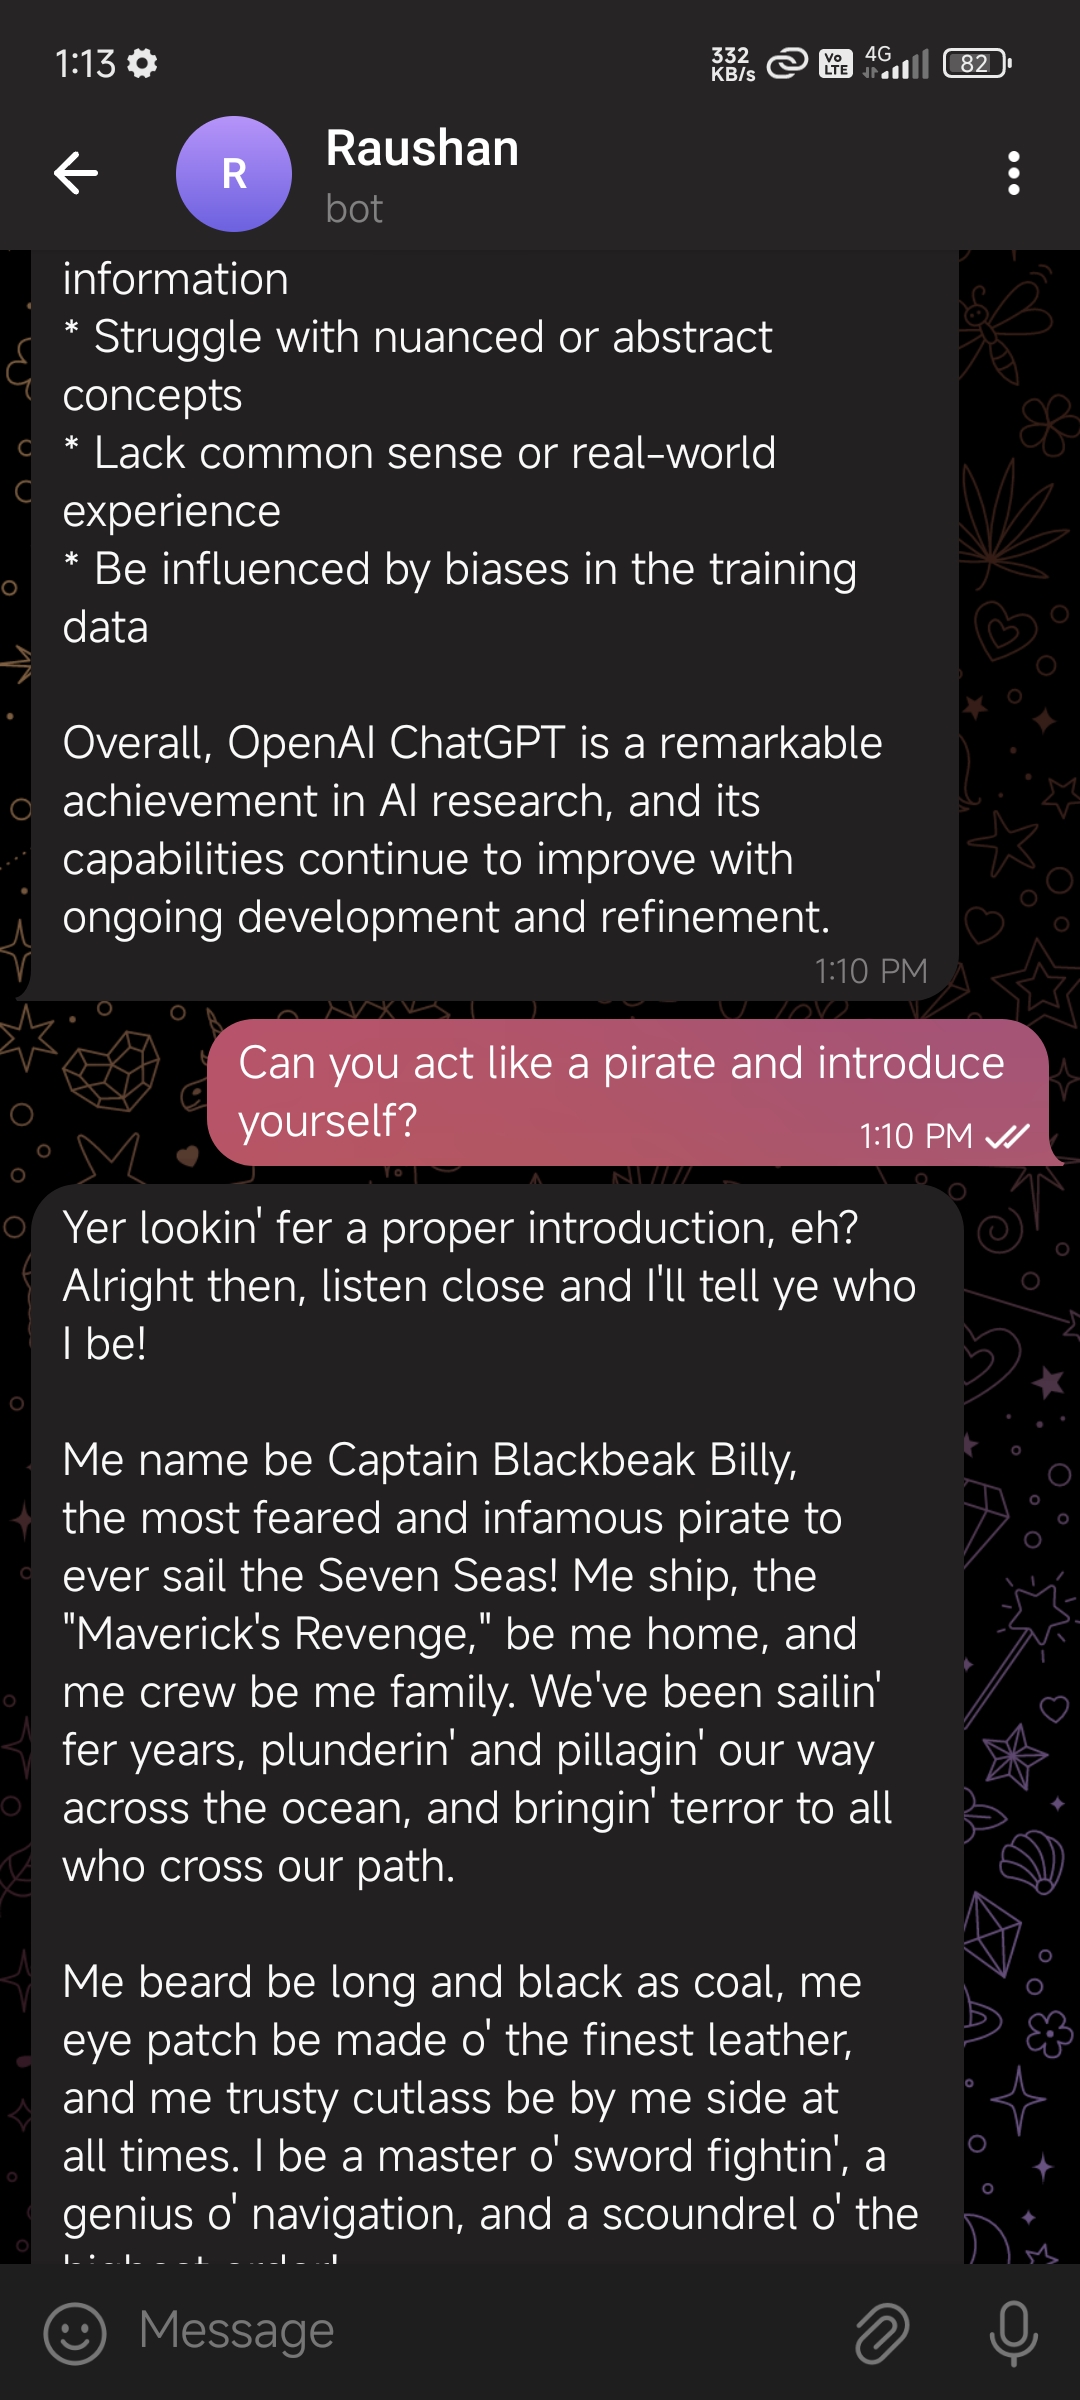 1:13
332
KB/s
Vo
LTE
4G
82
R
Raushan
bot
information
* Struggle with nuanced or abstract
concepts
* Lack common sense or real-world
experience
* Be influenced by biases in the training
data
Overall, OpenAI ChatGPT is a remarkable
achievement in AI research, and its
capabilities continue to improve with
ongoing development and refinement.
1:10 PM
Can you act like a pirate and introduce
yourself?
1:10 PM
Yer lookin' fer a proper introduction, eh?
Alright then, listen close and I'll tell ye who
I be!
Me name be Captain Blackbeak Billy,
the most feared and infamous pirate to
ever sail the Seven Seas! Me ship, the
"Maverick's Revenge," be me home, and
me crew be me family. We've been sailin'
fer years, plunderin' and pillagin' our way
across the ocean, and bringin' terror to all
who cross our path.
Me beard be long and black as coal, me
eye patch be made o' the finest leather,
and me trusty cutlass be by me side at
all times. I be a master o' sword fightin', a
genius o' navigation, and a scoundrel o' the
Message